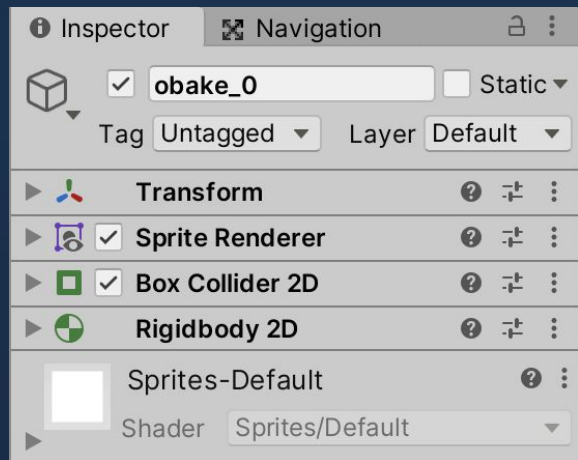 Inspector Navigation
obake_0 Static
Tag Untagged Layer Default
Transform
Sprite Renderer
Box Collider 2D
Rigidbody 2D
Sprites-Default
Shader Sprites/Default